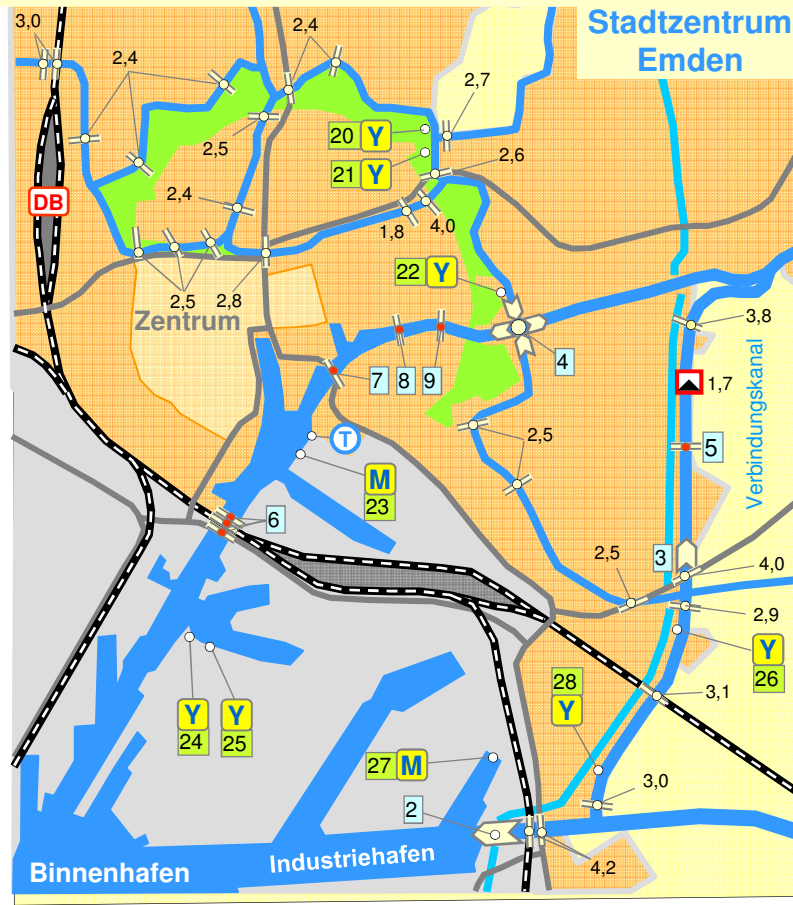 Stadtzentrum
Emden
3,0
2,4
2,4
2,7
2,5
20 Y
21 Y
2,6
DB
2,4
1,8
4,0
22 Y
2,5
2,8
Zentrum
3,8
4
7
8
9
1,7
T
2,5
5
Verbindungskanal
M
23
6
2,5
3
4,0
2,9
Y
26
28
Y
Y
24
Y
25
3,1
27 M
3,0
2
4,2
Industriehafen
Binnenhafen